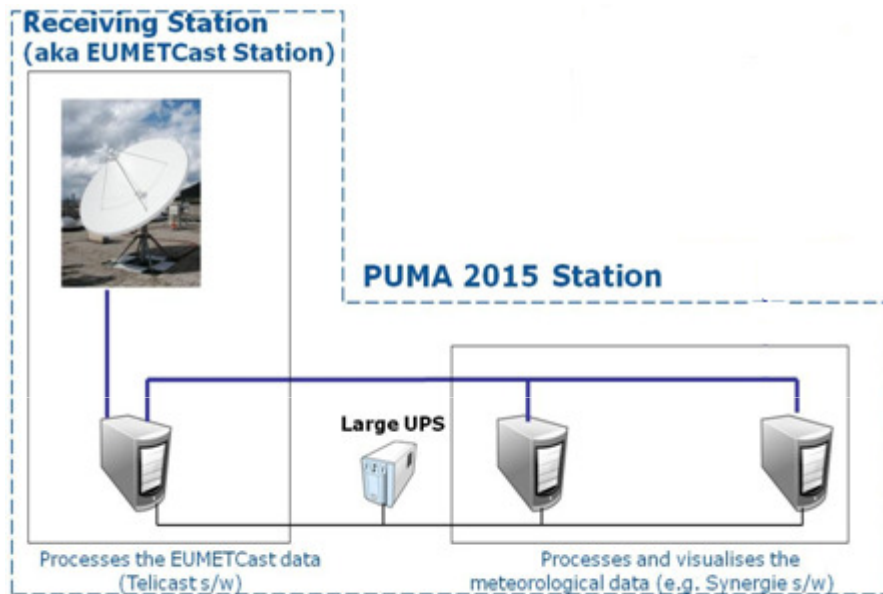 Receiving Station
(aka EUMETCast Station)
PUMA 2015 Station
Large UPS
Processes the EUMETCast data
(Telicast s/w)
Processes and visualises the
meteorological data (e.g. Synergie s/w)